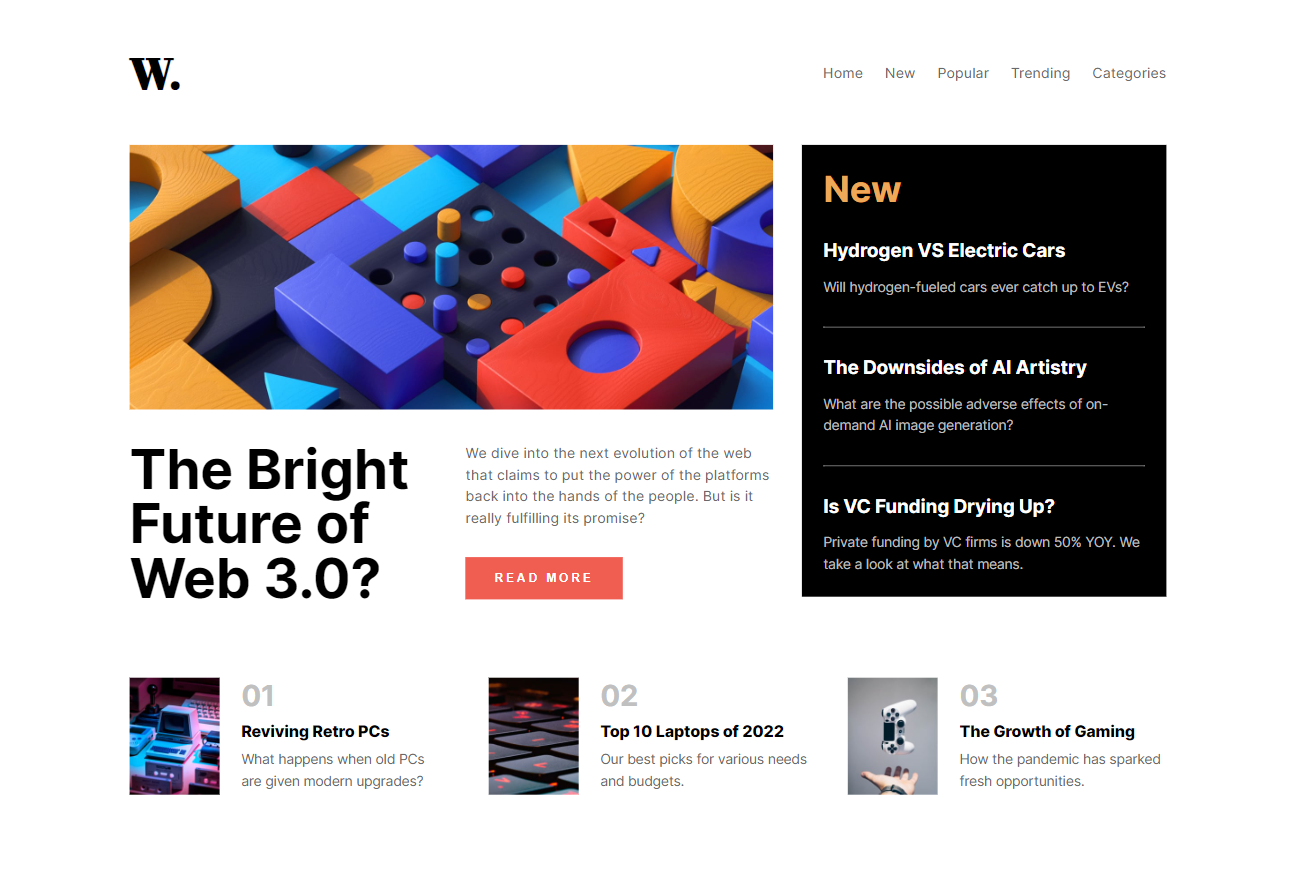 W.
Home New Popular Trending Categories
The Bright
Future of
Web 3.0?
We dive into the next evolution of the web
that claims to put the power of the platforms
back into the hands of the people. But is it
really fulfilling its promise?
READ MORE
New
Hydrogen VS Electric Cars
Will hydrogen-fueled cars ever catch up to EVs?
The Downsides of AI Artistry
What are the possible adverse effects of on-
demand AI image generation?
Is VC Funding Drying Up?
Private funding by VC firms is down 50% YOY. We
take a look at what that means.
01
Reviving Retro PCs
What happens when old PCs
are given modern upgrades?
02
Top 10 Laptops of 2022
Our best picks for various needs
and budgets.
03
The Growth of Gaming
How the pandemic has sparked
fresh opportunities.